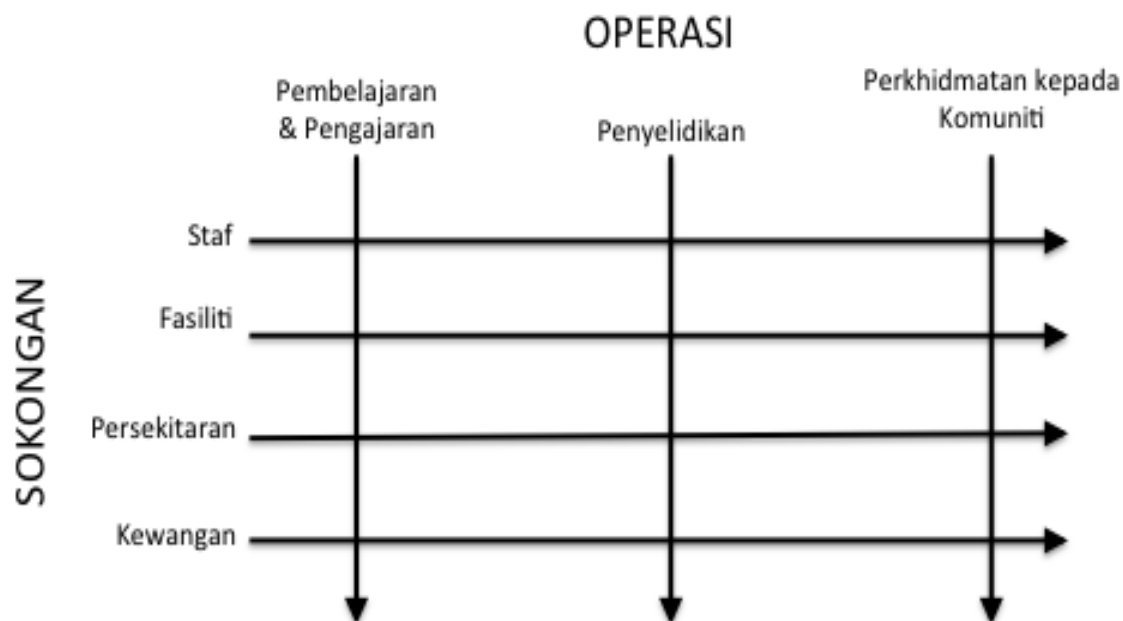 OPERASI
Pembelajaran
& Pengajaran
Penyelidikan
Perkhidmatan kepada
Komuniti
SOKONGAN
Staf
Fasiliti
Persekitaran
Kewangan